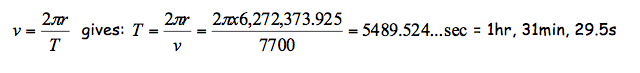 v = 2πr/T gives: T = 2πr/v = 2πx6,272,373.925/7700 = 5489.524...sec = 1hr, 31min, 29.5s